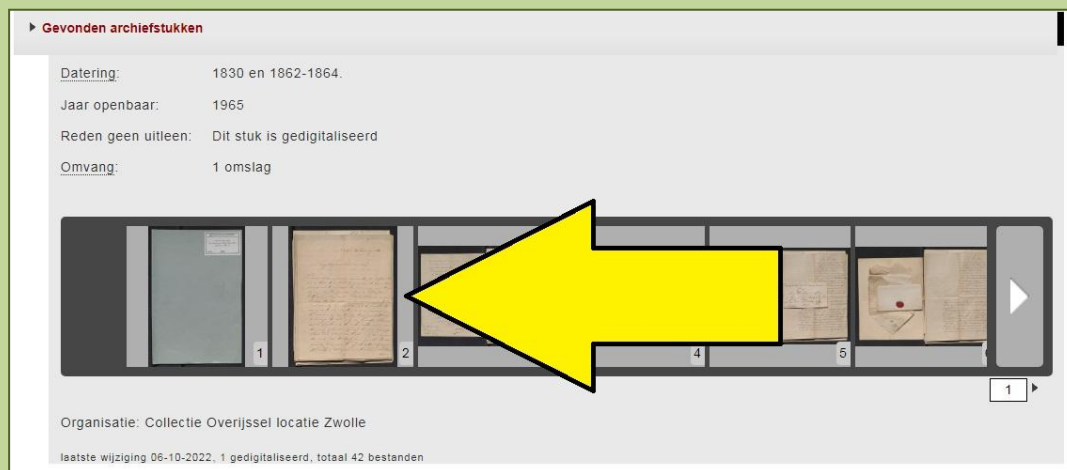 Gevonden archiefstukken
Datering: 1830 en 1862-1864.
Jaar openbaar: 1965
Reden geen uitleen: Dit stuk is gedigitaliseerd
Omvang: 1 omslag
1
2
4
5
1
Organisatie: Collectie Overijssel locatie Zwolle
laatste wijziging 06-10-2022, 1 gedigitaliseerd, totaal 42 bestanden